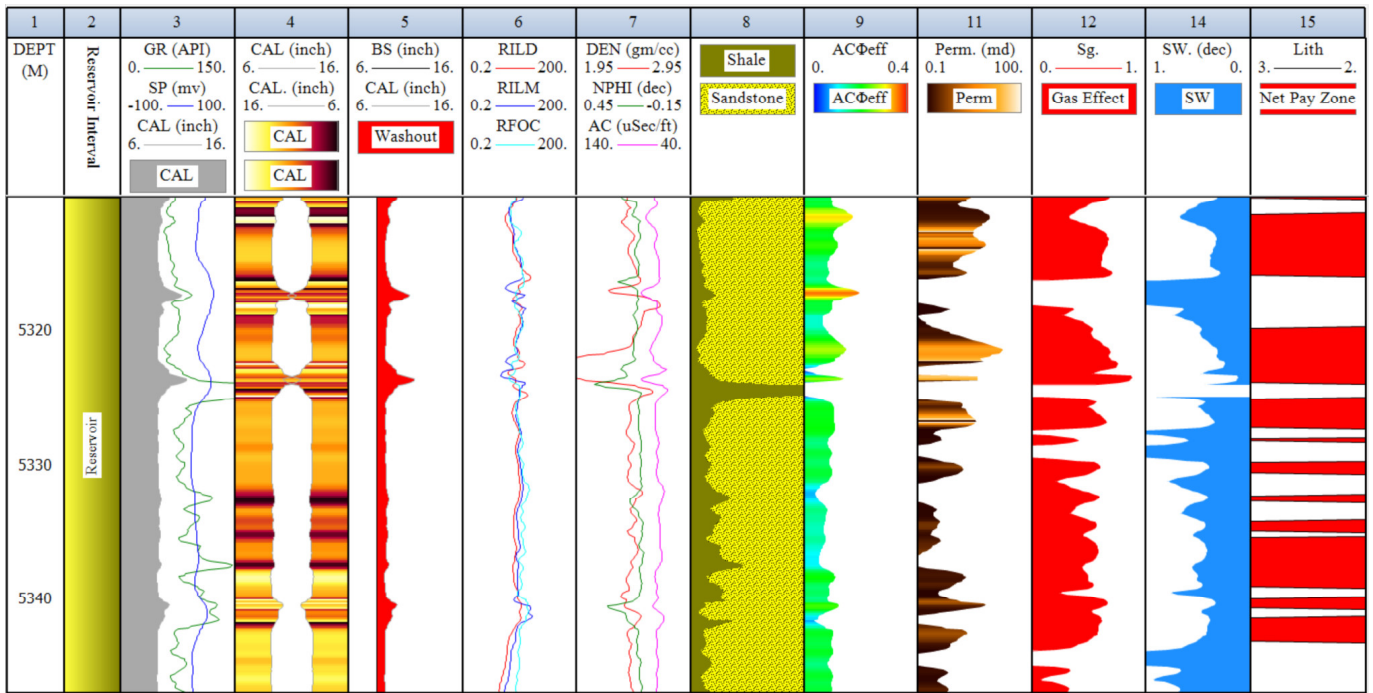 1 2 3 4 5 6 7 8 9 11 12 14 15
DEPT (M)
Reservoir Interval
GR (API)
0. 150.
SP (mv)
-100. 100.
CAL (inch)
6. 16.
CAL
CAL (inch)
6. 16.
CAL. (inch)
16. 6.
CAL
CAL
BS (inch)
6. 16.
CAL (inch)
6. 16.
Washout
RILD
0.2 200.
RILM
0.2 200.
RFOC
0.2 200.
DEN (gm/cc)
1.95 2.95
NPHI (dec)
0.45 -0.15
AC (uSec/ft)
140. 40.
Shale
Sandstone
ACΦeff
0. 0.4
ACΦeff
Perm. (md)
0.1 100.
Perm
Sg.
0. 1.
Gas Effect
SW. (dec)
1. 0.
SW
Lith
3. 2.
Net Pay Zone
5320
5330
5340
Reservoir